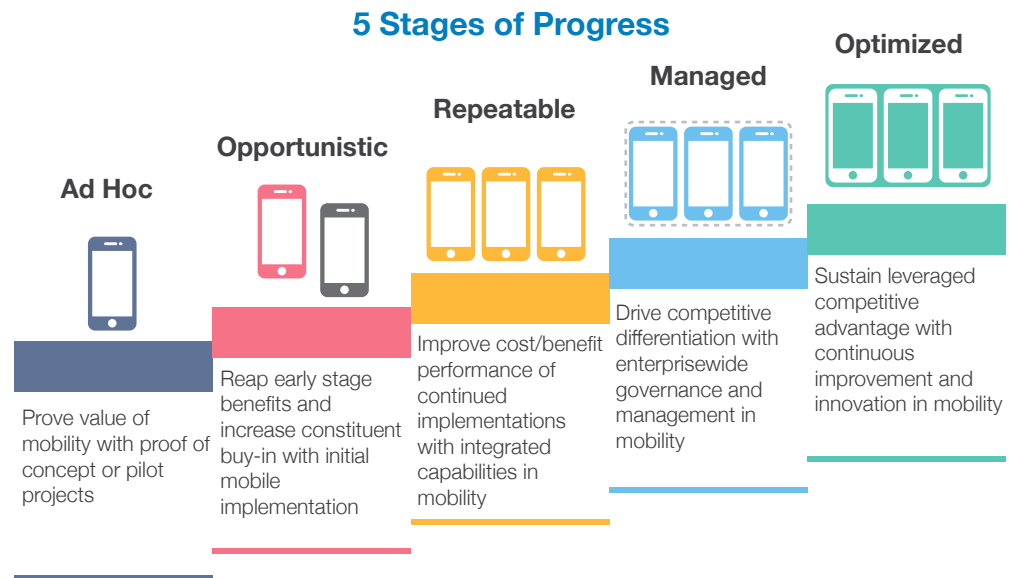 5 Stages of Progress
Ad Hoc
Prove value of
mobility with proof of
concept or pilot
projects
Opportunistic
Reap early stage
benefits and
increase constituent
buy-in with initial
mobile
implementation
Repeatable
Improve cost/benefit
performance of
continued
implementations
with integrated
capabilities in
mobility
Managed
Drive competitive
differentiation with
enterprisewide
governance and
management in
mobility
Optimized
Sustain leveraged
competitive
advantage with
continuous
improvement and
innovation in mobility